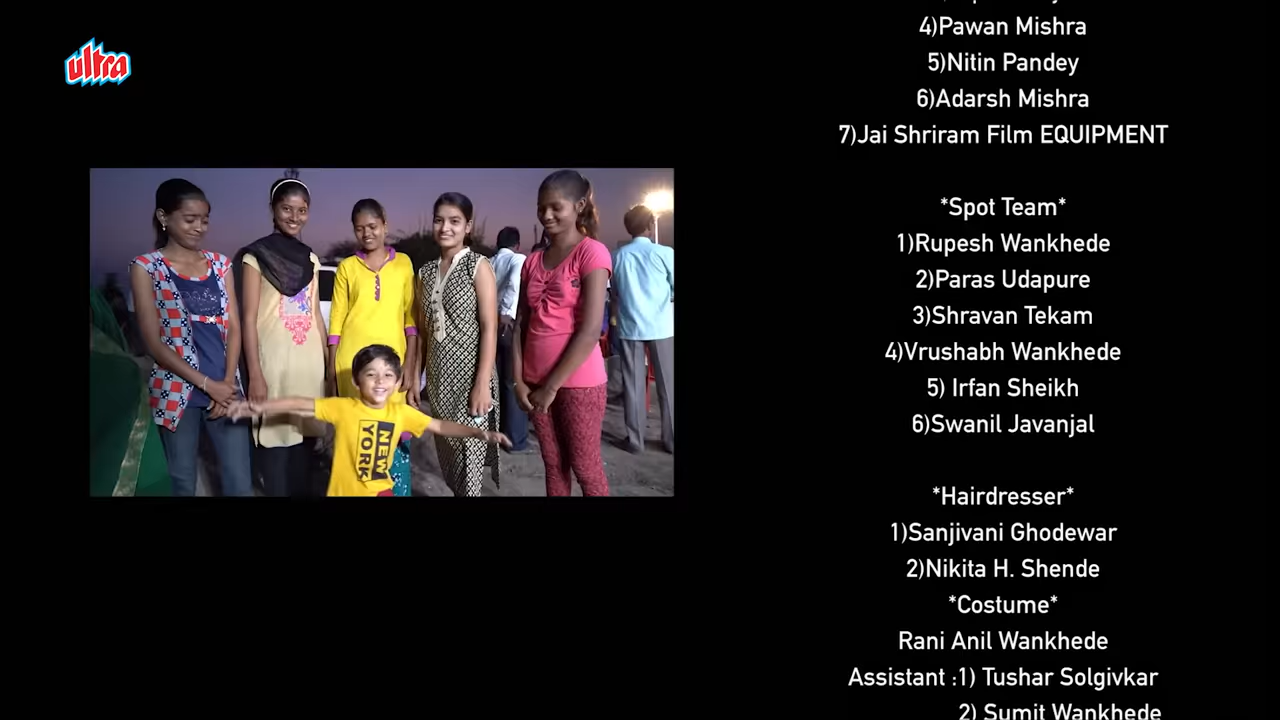 ultra
4)Pawan Mishra
5)Nitin Pandey
6)Adarsh Mishra
7)Jai Shriram Film EQUIPMENT
*Spot Team*
1)Rupesh Wankhede
2)Paras Udapure
3)Shravan Tekam
4)Vrushabh Wankhede
5) Irfan Sheikh
6)Swanil Javanjal
NEW
YORK
*Hairdresser*
1)Sanjivani Ghodewar
2)Nikita H. Shende
*Costume*
Rani Anil Wankhede
Assistant :1) Tushar Solgivkar
2) Sumit Wankhede